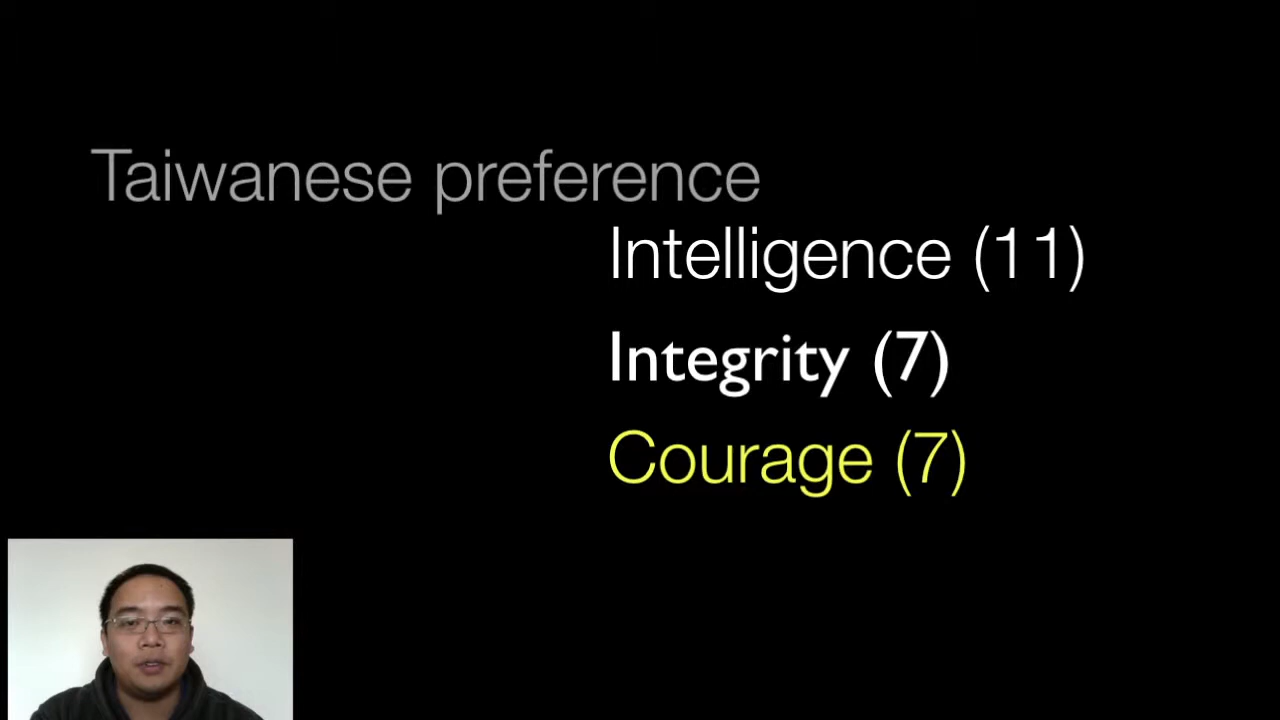 Taiwanese preference
Intelligence (11)
Integrity (7)
Courage (7)